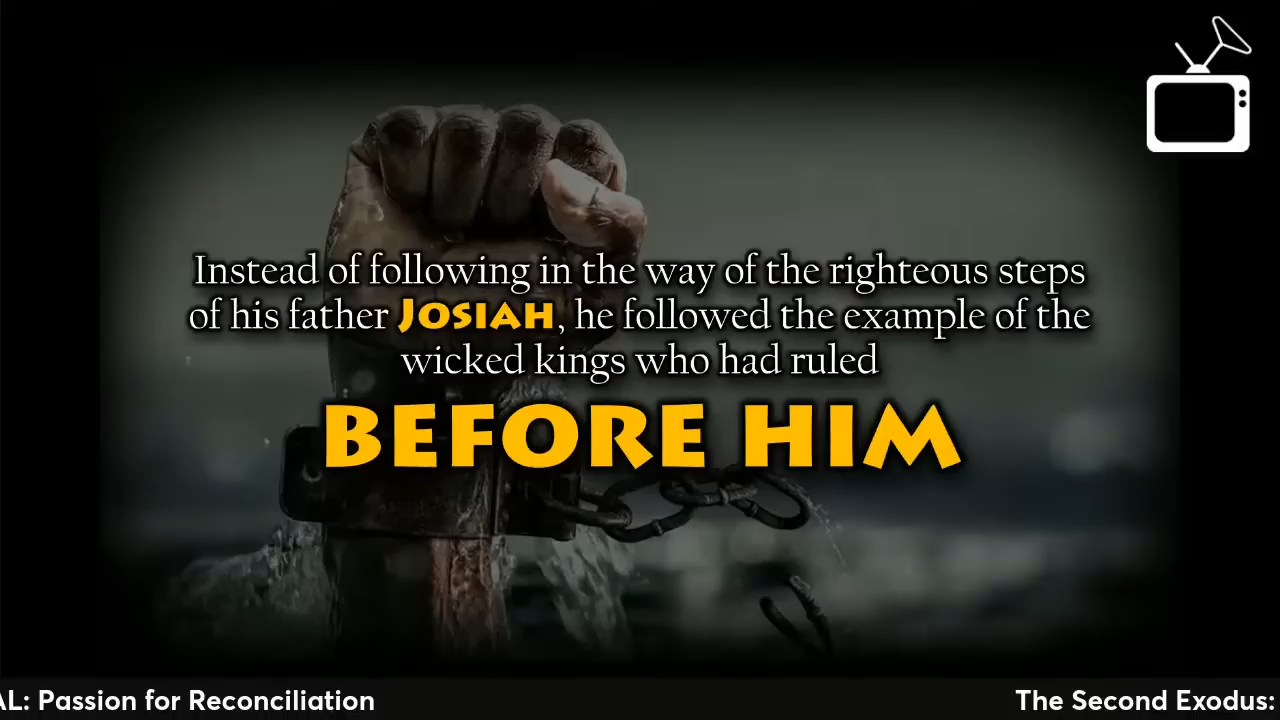 Instead of following in the way of the righteous steps
of his father JOSIAH, he followed the example of the
wicked kings who had ruled
BEFORE HIM
AL: Passion for Reconciliation
The Second Exodus: